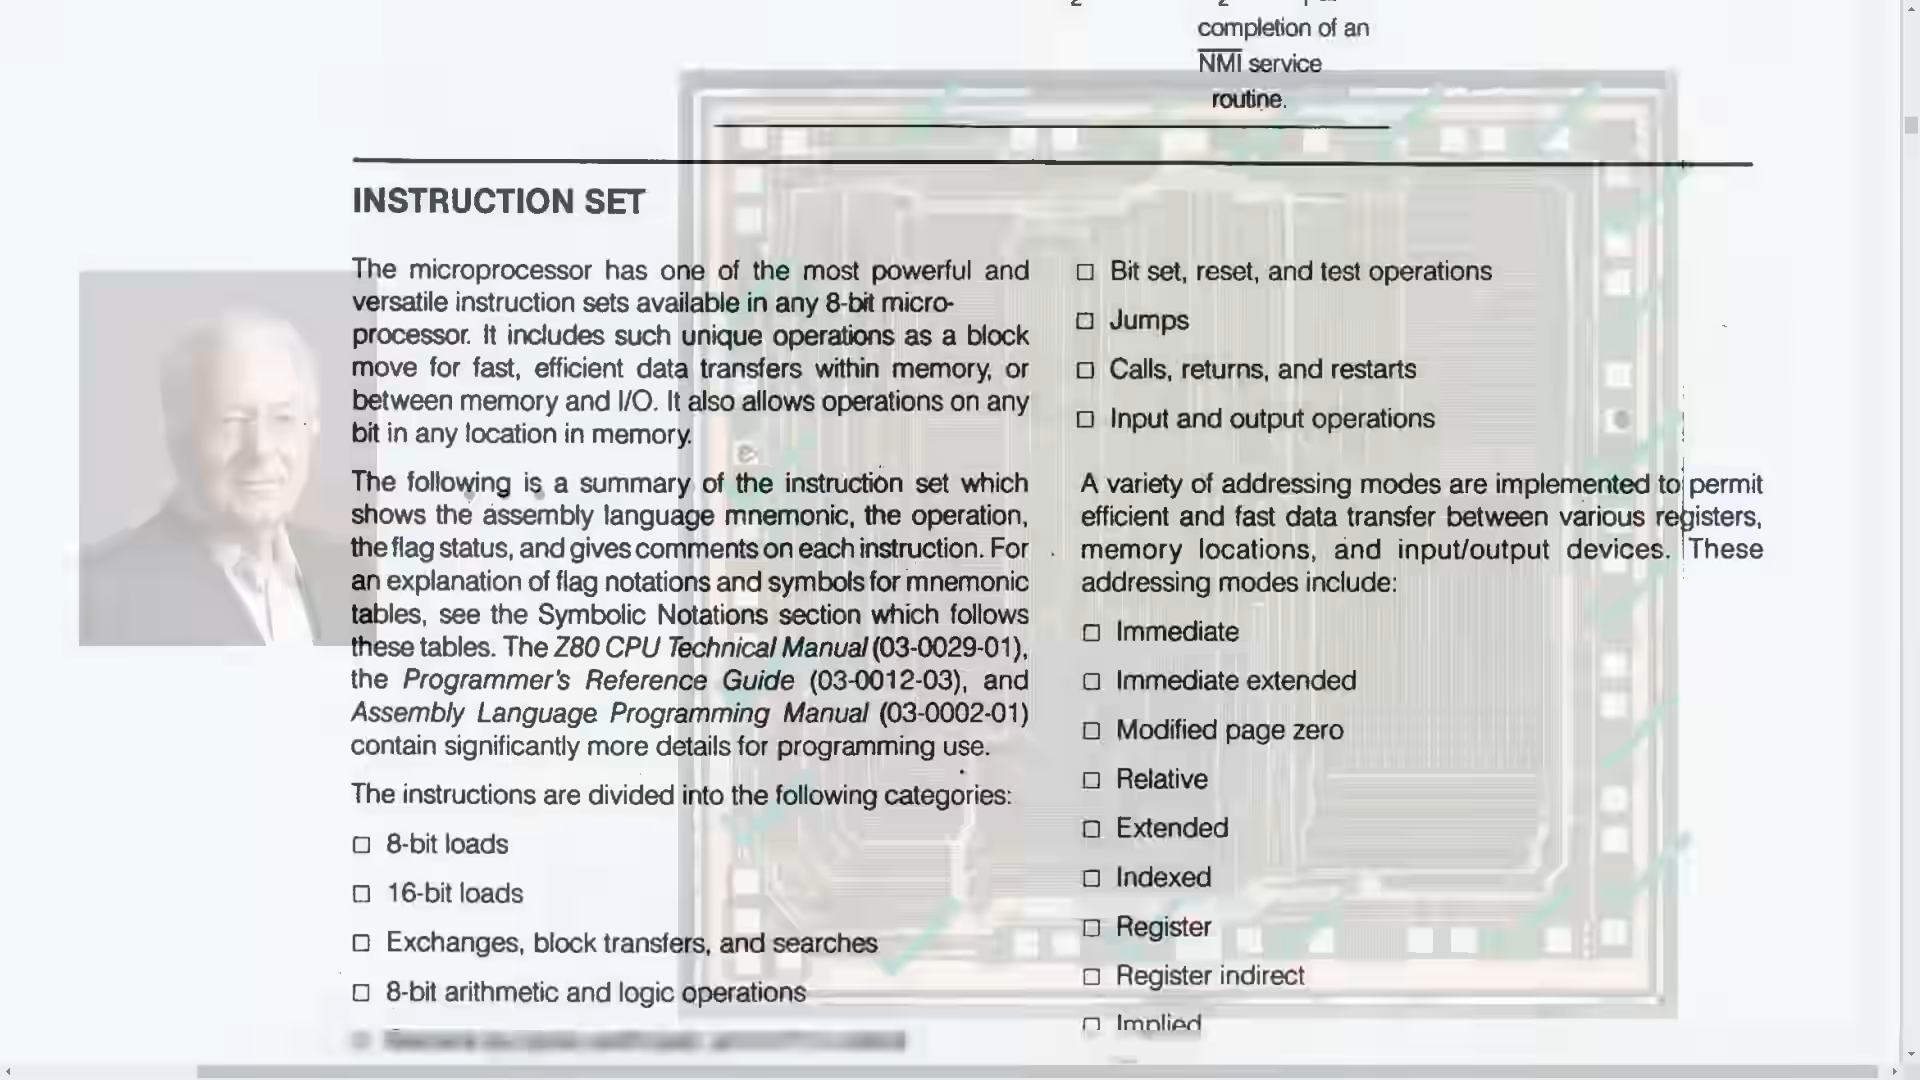 completion of an
NMI service
routine.
INSTRUCTION SET
The microprocessor has one of the most powerful and
versatile instruction sets available in any 8-bit micro-
processor. It includes such unique operations as a block
move for fast, efficient data transfers within memory, or
between memory and I/O. It also allows operations on any
bit in any location in memory.
The following is a summary of the instruction set which
shows the assembly language mnemonic, the operation,
the flag status, and gives comments on each instruction. For
an explanation of flag notations and symbols for mnemonic
tables, see the Symbolic Notations section which follows
these tables. The Z80 CPU Technical Manual (03-0029-01),
the Programmer's Reference Guide (03-0012-03), and
Assembly Language Programming Manual (03-0002-01)
contain significantly more details for programming use.
The instructions are divided into the following categories:
□ 8-bit loads
□ 16-bit loads
□ Exchanges, block transfers, and searches
□ 8-bit arithmetic and logic operations
□ Bit set, reset, and test operations
□ Jumps
□ Calls, returns, and restarts
□ Input and output operations
A variety of addressing modes are implemented to permit
efficient and fast data transfer between various registers,
memory locations, and input/output devices. These
addressing modes include:
□ Immediate
□ Immediate extended
□ Modified page zero
□ Relative
□ Extended
□ Indexed
□ Register
□ Register indirect
□ Implied